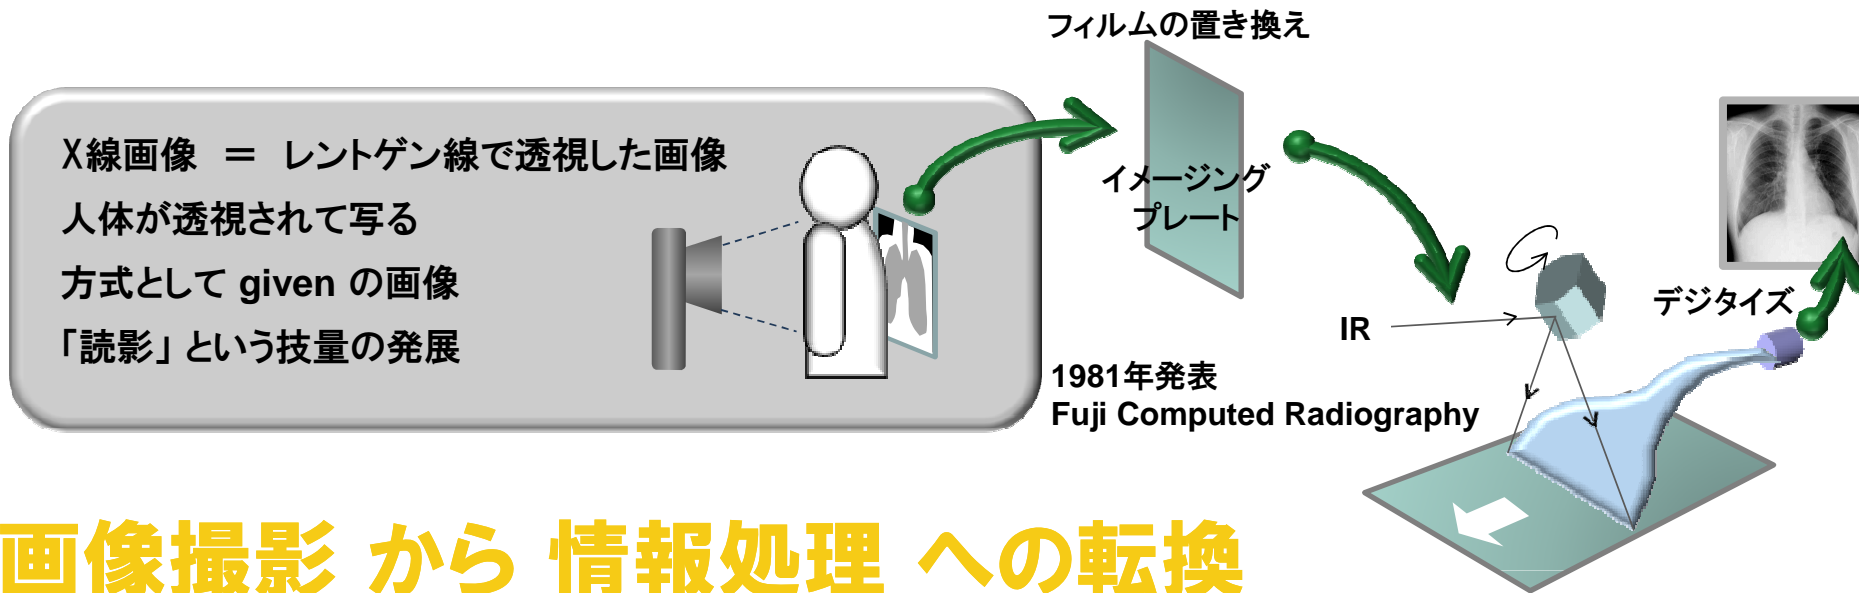 フィルムの置き換え
X線画像 ＝ レントゲン線で透視した画像
人体が透視されて写る
方式として given の画像
「読影」という技量の発展
イメージング
プレート
デジタイズ
IR
1981年発表
Fuji Computed Radiography
画像撮影 から 情報処理 への転換